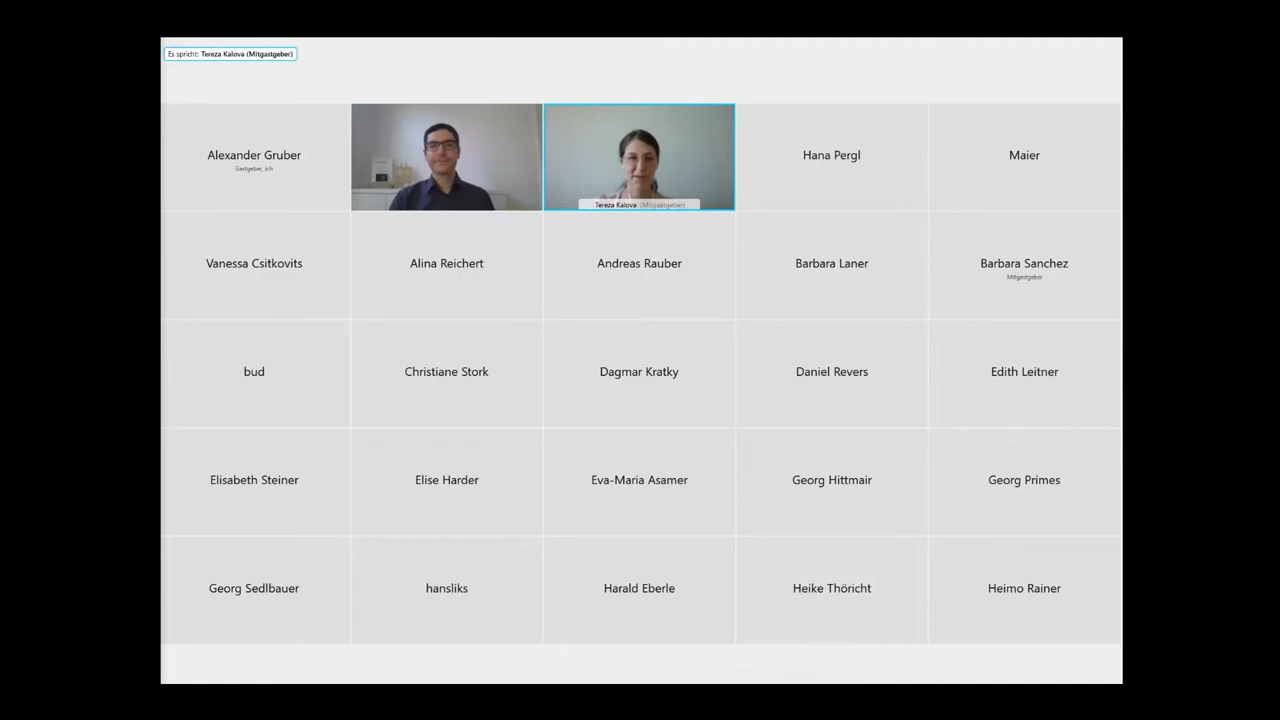 Es spricht: Tereza Kalova (Mitgastgeber)
Alexander Gruber
Gastgeber, ich
Tereza Kalova (Mitgastgeber)
Hana Pergl
Maier
Vanessa Csitkovits
Alina Reichert
Andreas Rauber
Barbara Laner
Barbara Sanchez
Mitgastgeber
bud
Christiane Stork
Dagmar Kratky
Daniel Revers
Edith Leitner
Elisabeth Steiner
Elise Harder
Eva-Maria Asamer
Georg Hittmair
Georg Primes
Georg Sedlbauer
hansliks
Harald Eberle
Heike Thöricht
Heimo Rainer